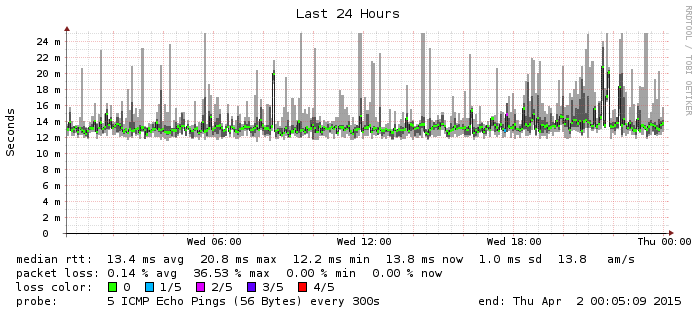 Last 24 Hours
RRDTOOL / TOBI OETIKER
Seconds
24 m
22 m
20 m
18 m
16 m
14 m
12 m
10 m
8 m
6 m
4 m
2 m
0
Wed 06:00 Wed 12:00 Wed 18:00 Thu 00:00
median rtt: 13.4 ms avg 20.8 ms max 12.2 ms min 13.8 ms now 1.0 ms sd 13.8 am/s
packet loss: 0.14 % avg 36.53 % max 0.00 % min 0.00 % now
loss color: 0 1/5 2/5 3/5 4/5
probe: 5 ICMP Echo Pings (56 Bytes) every 300s end: Thu Apr 2 00:05:09 2015